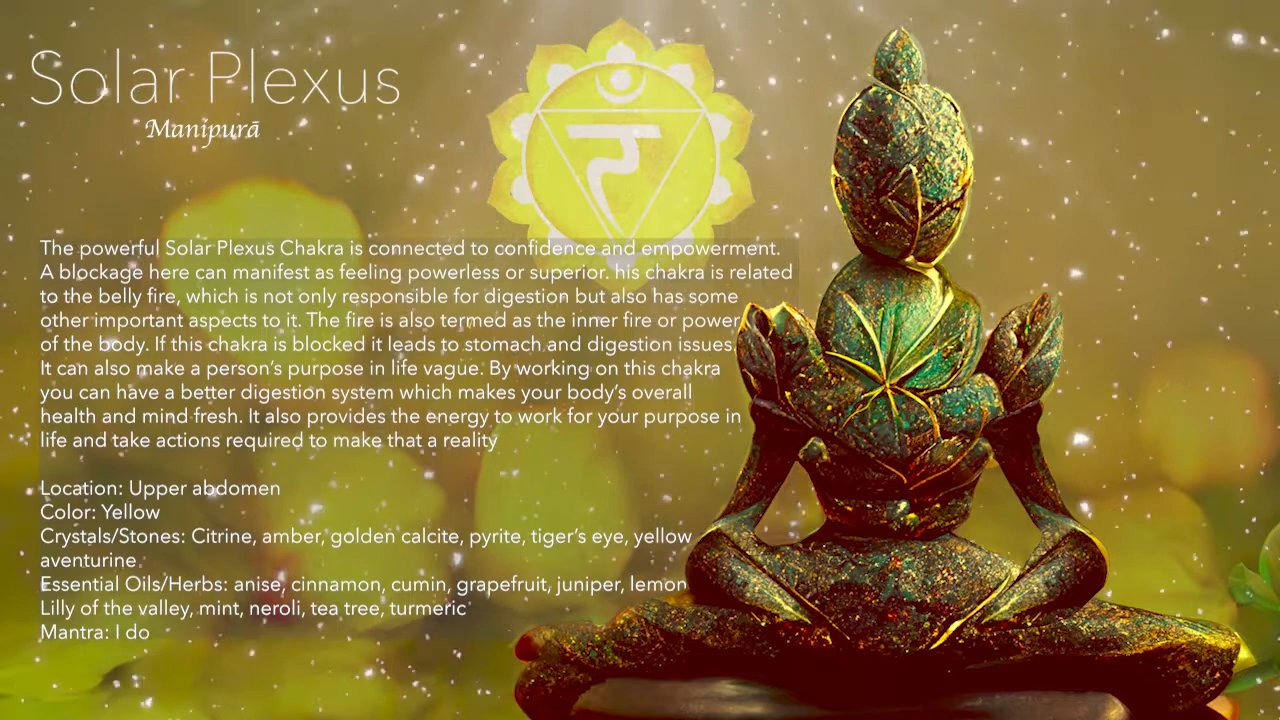 Solar Plexus
Manipurā
रं
The powerful Solar Plexus Chakra is connected to confidence and empowerment.
A blockage here can manifest as feeling powerless or superior. his chakra is related
to the belly fire, which is not only responsible for digestion but also has some
other important aspects to it. The fire is also termed as the inner fire or power
of the body. If this chakra is blocked it leads to stomach and digestion issues.
It can also make a person's purpose in life vague. By working on this chakra
you can have a better digestion system which makes your body's overall
health and mind fresh. It also provides the energy to work for your purpose in
life and take actions required to make that a reality
Location: Upper abdomen
Color: Yellow
Crystals/Stones: Citrine, amber, golden calcite, pyrite, tiger's eye, yellow
aventurine
Essential Oils/Herbs: anise, cinnamon, cumin, grapefruit, juniper, lemon
Lilly of the valley, mint, neroli, tea tree, turmeric
Mantra: I do